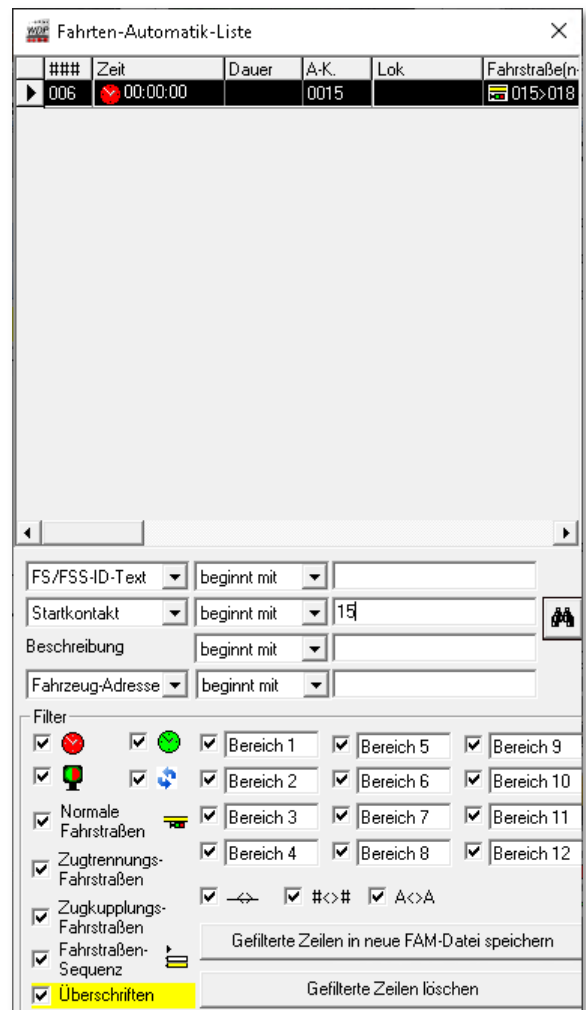 WDP Fahrten-Automatik-Liste
### Zeit Dauer A-K. Lok Fahrstraße(n-
006 00:00:00 0015 015>018
FS/FSS-ID-Text beginnt mit
Startkontakt beginnt mit 15
Beschreibung beginnt mit
Fahrzeug-Adresse beginnt mit
Filter
Bereich 1 Bereich 5 Bereich 9
Bereich 2 Bereich 6 Bereich 10
Normale
Fahrstraßen
Bereich 3 Bereich 7 Bereich 11
Zugtrennungs-
Fahrstraßen
Bereich 4 Bereich 8 Bereich 12
#<># A<>A
Zugkupplungs-
Fahrstraßen
Gefilterte Zeilen in neue FAM-Datei speichern
Fahrstraßen-
Sequenz
Überschriften
Gefilterte Zeilen löschen